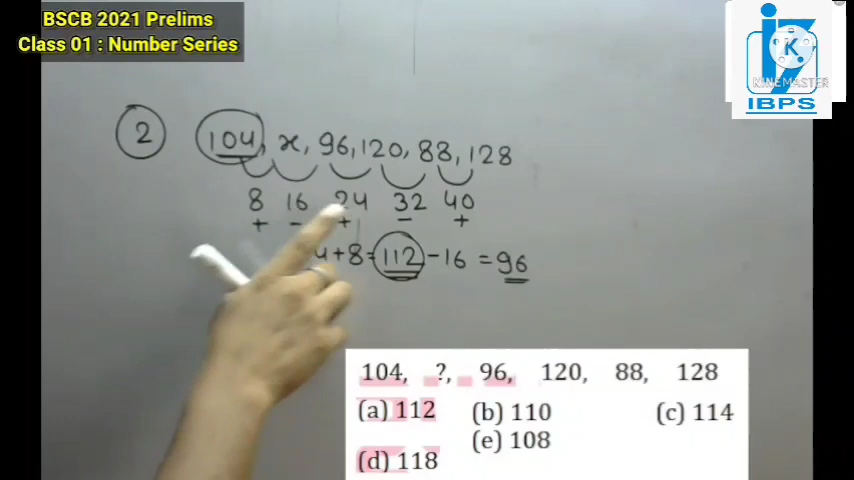 BSCB 2021 Prelims
Class 01 : Number Series
K
KINEMASTER
IBPS
2 104, x, 96, 120, 88, 128
8 16 24 32 40
+ - + - +
4+8=112-16=96
104, ?, 96, 120, 88, 128
(a) 112 (b) 110 (c) 114
(e) 108
(d) 118